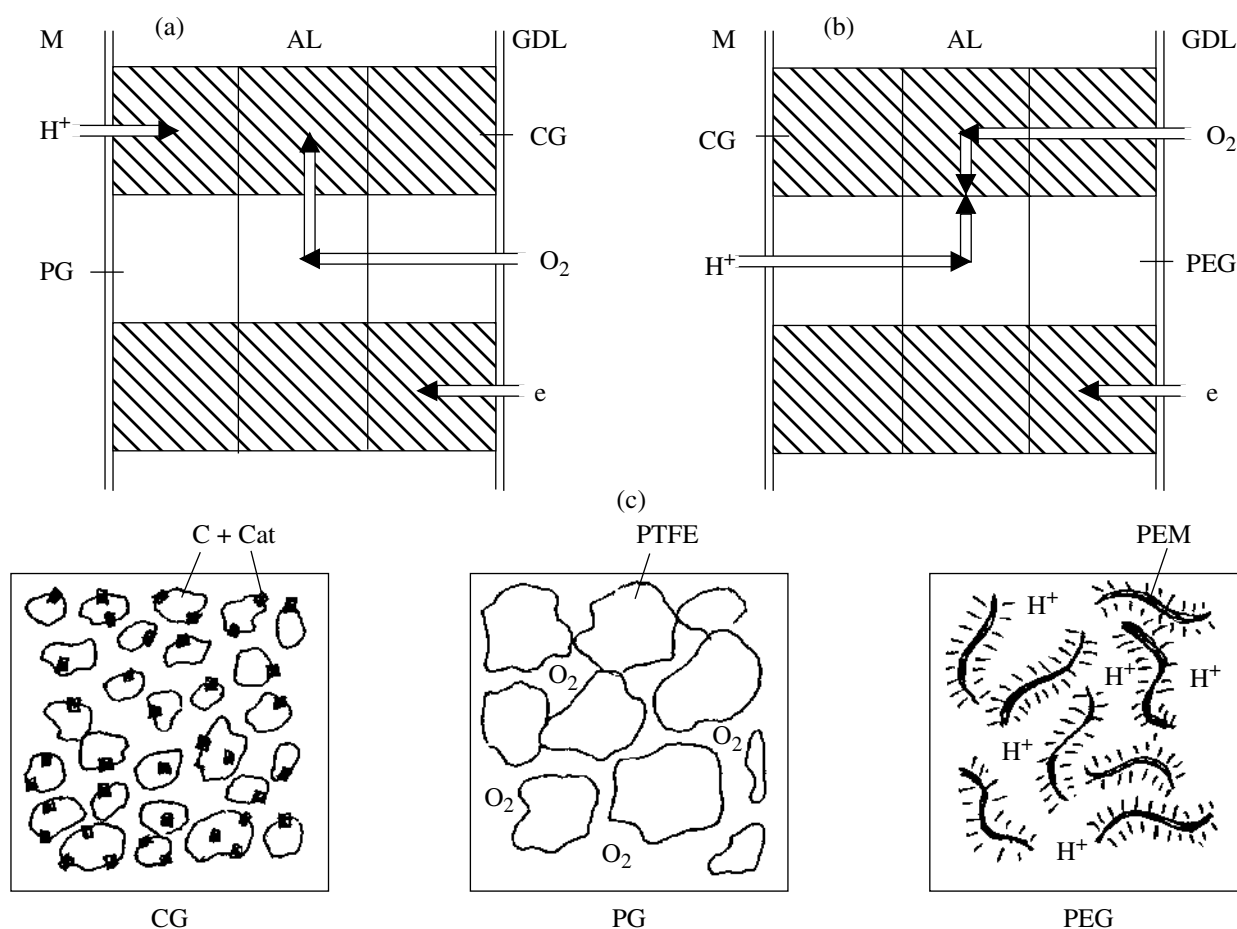 (a)
(b)
M AL GDL M AL GDL
H+ CG CG O2
PG O2 H+ PEG
e e
(c)
C + Cat PTFE PEM
H+
O2 H+ H+
O2 H+
O2
O2 H+
CG PG PEG